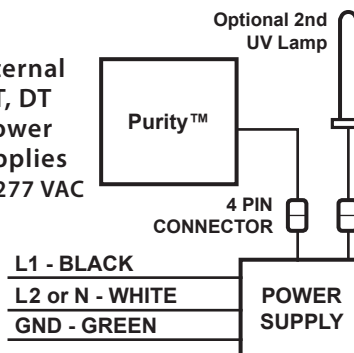 Optional 2nd
UV Lamp
DT
Purity™
277 VAC
4 PIN
CONNECTOR
L1 - BLACK
L2 or N - WHITE
GND - GREEN
POWER
SUPPLY